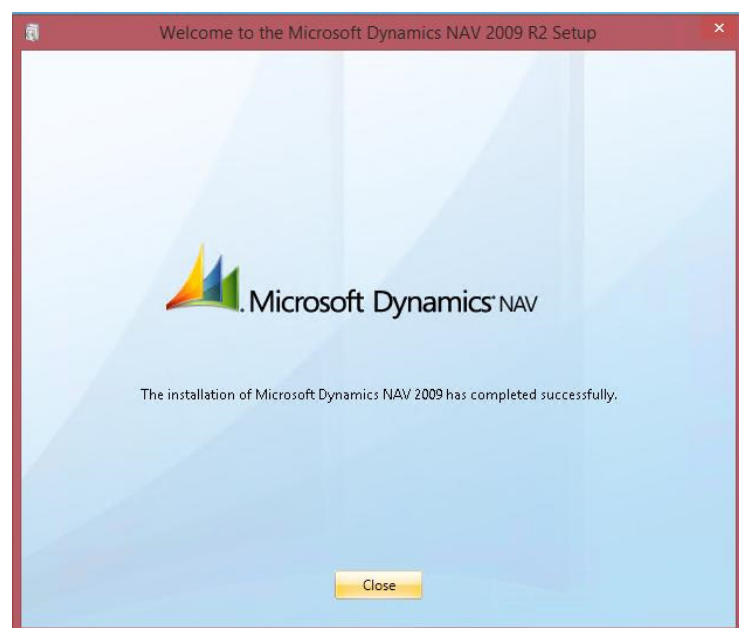 Welcome to the Microsoft Dynamics NAV 2009 R2 Setup
Microsoft Dynamics NAV
The installation of Microsoft Dynamics NAV 2009 has completed successfully.
Close